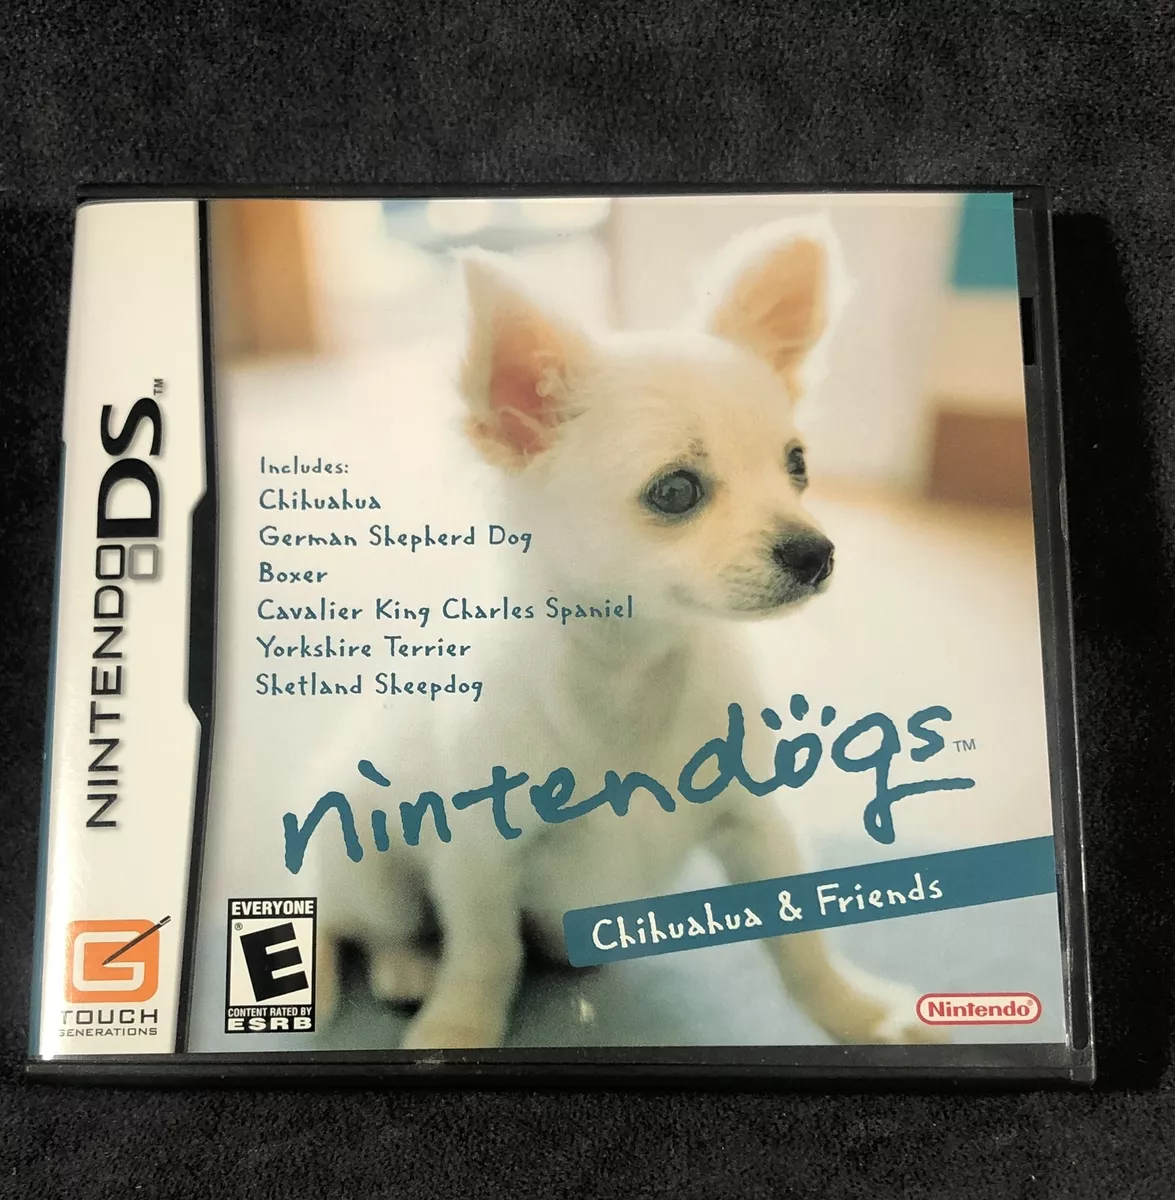 NINTENDO DS™
TOUCH
GENERATIONS
Includes:
Chihuahua
German Shepherd Dog
Boxer
Cavalier King Charles Spaniel
Yorkshire Terrier
Shetland Sheepdog
nintendögs™
Chihuahua & Friends
EVERYONE
E®
CONTENT RATED BY
ESRB
Nintendo®